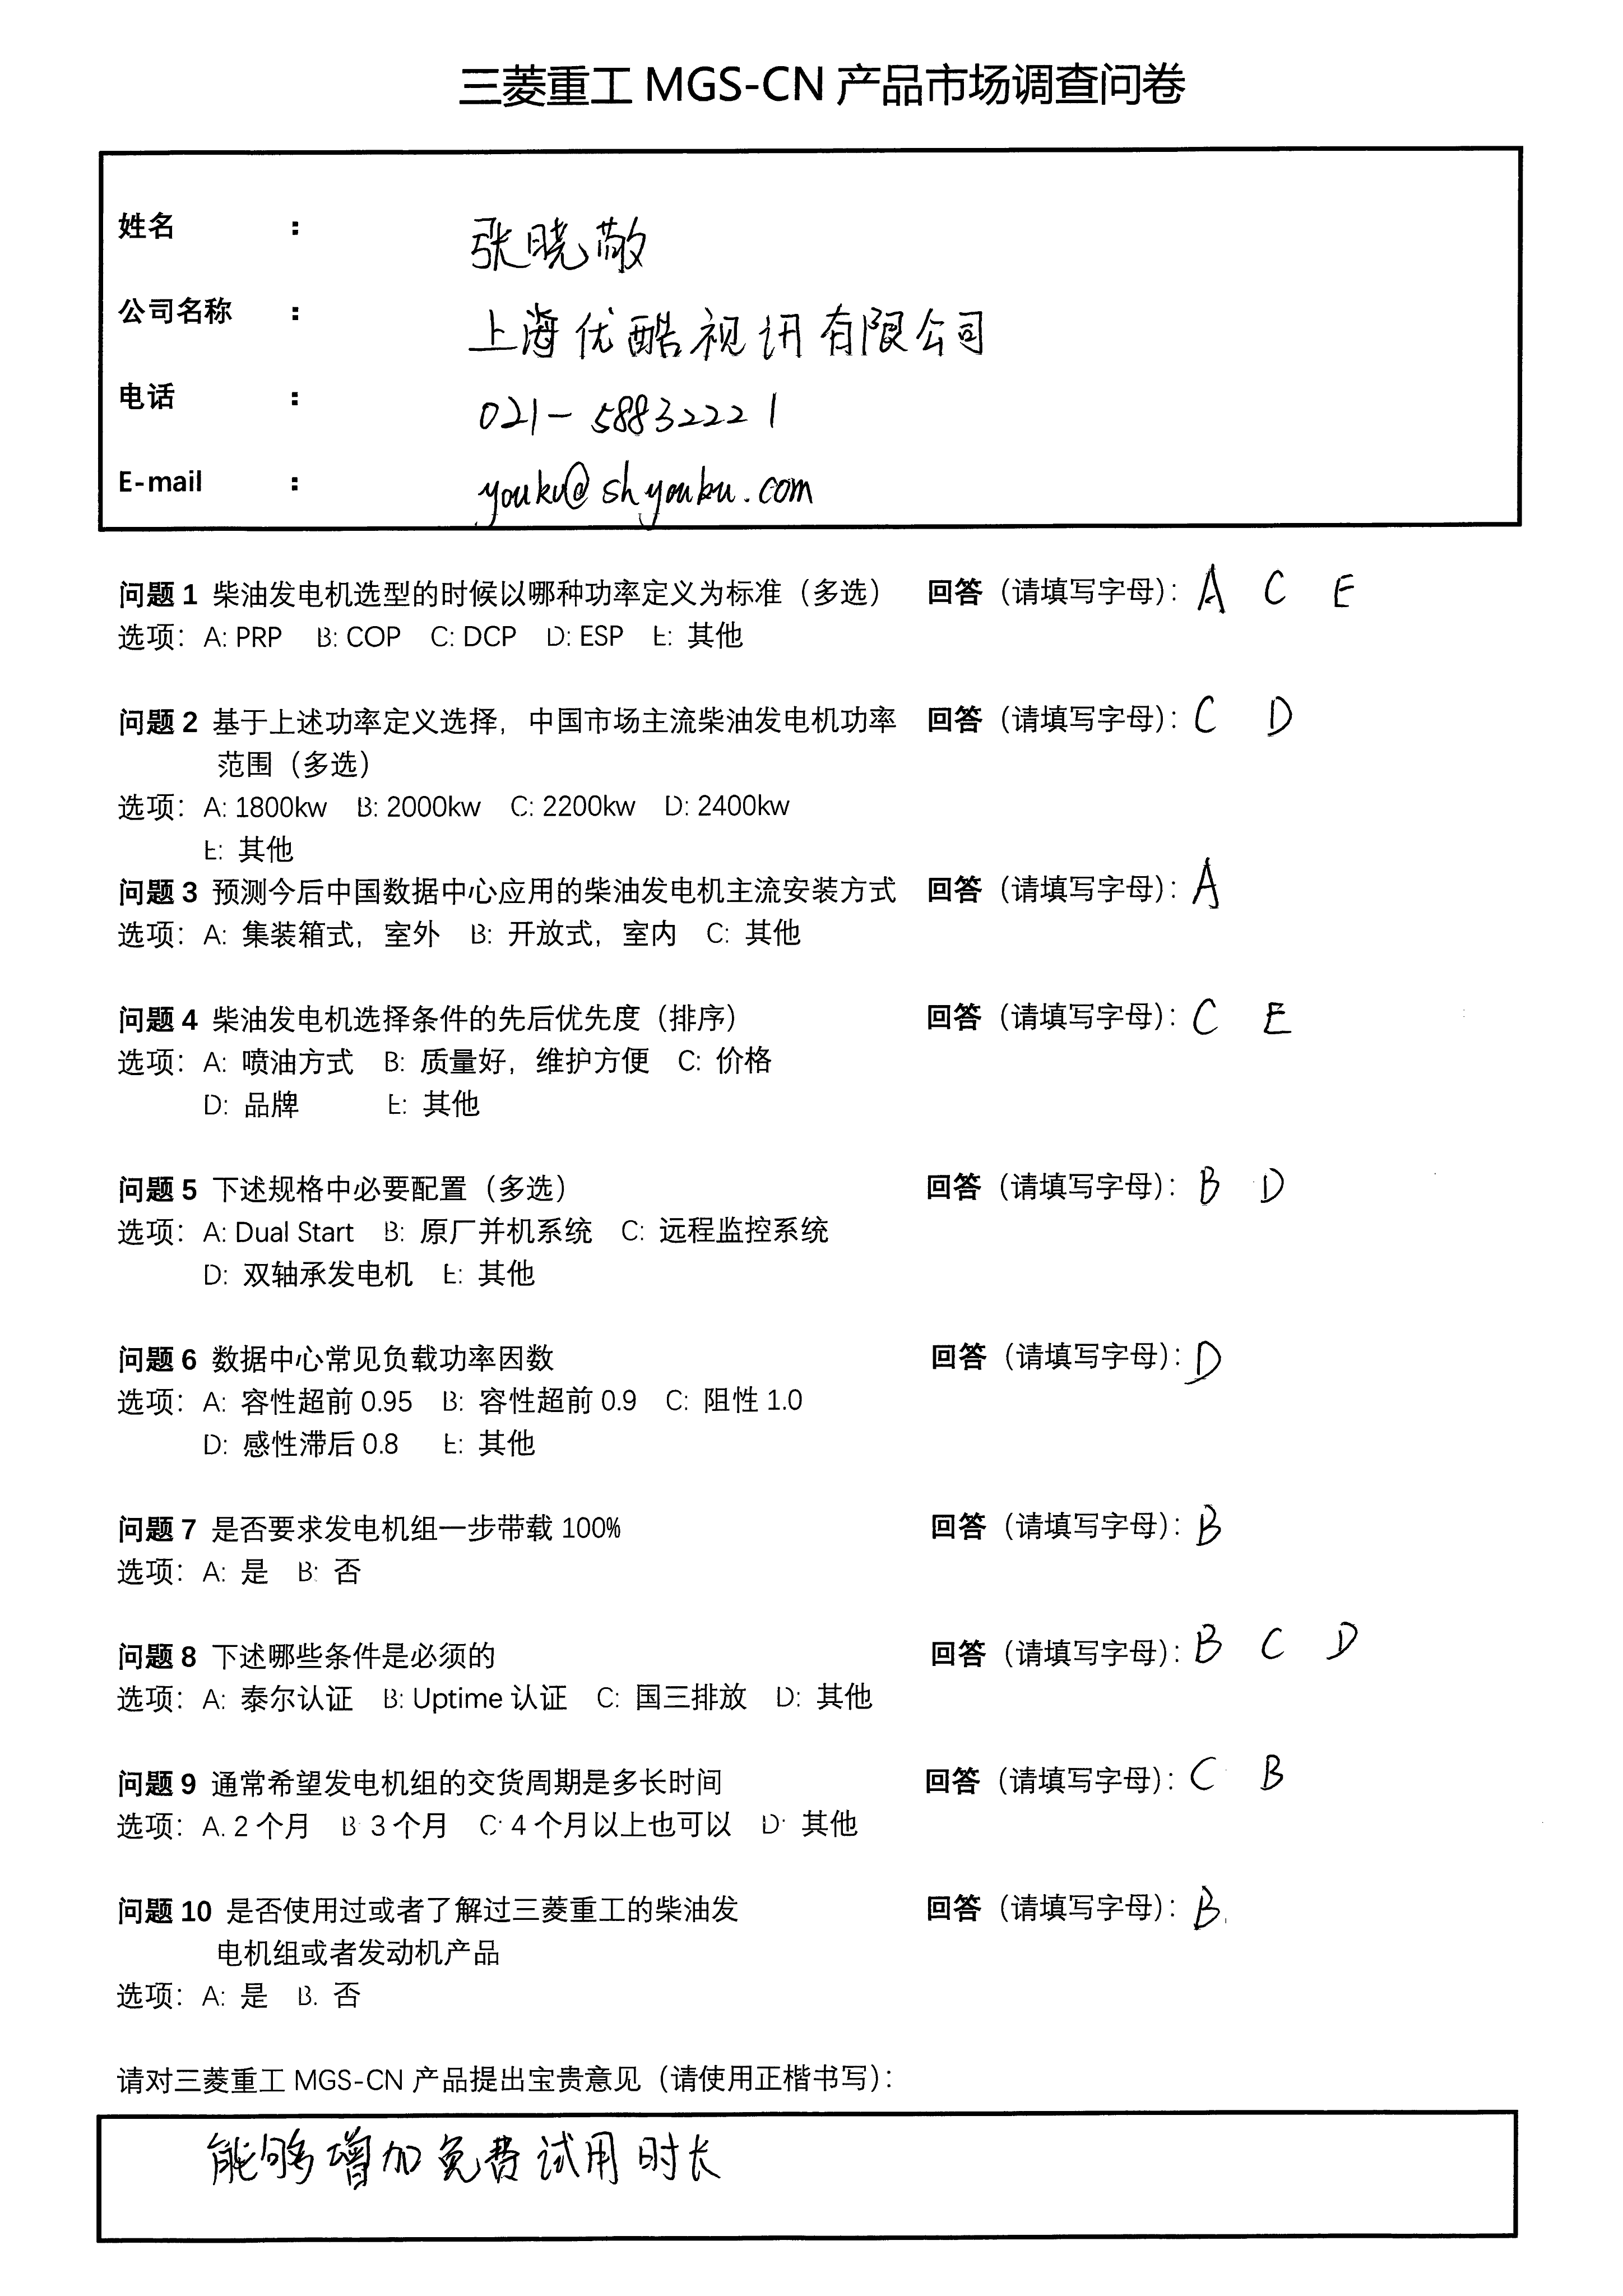 三菱重工 MGS-CN 产品市场调查问卷
姓名 : 张晓敬
公司名称 : 上海优酷视讯有限公司
电话 : 021-58832221
E-mail : youku@shyouku.com
问题 1 柴油发电机选型的时候以哪种功率定义为标准（多选） 回答（请填写字母）: A C E
选项: A: PRP B: COP C: DCP D: ESP E: 其他
问题 2 基于上述功率定义选择，中国市场主流柴油发电机功率 回答（请填写字母）: C D
范围（多选）
选项: A: 1800kw B: 2000kw C: 2200kw D: 2400kw
E: 其他
问题 3 预测今后中国数据中心应用的柴油发电机主流安装方式 回答（请填写字母）: A
选项: A: 集装箱式，室外 B: 开放式，室内 C: 其他
问题 4 柴油发电机选择条件的先后优先度（排序） 回答（请填写字母）: C E
选项: A: 喷油方式 B: 质量好，维护方便 C: 价格
D: 品牌 E: 其他
问题 5 下述规格中必要配置（多选） 回答（请填写字母）: B D
选项: A: Dual Start B: 原厂并机系统 C: 远程监控系统
D: 双轴承发电机 E: 其他
问题 6 数据中心常见负载功率因数 回答（请填写字母）: D
选项: A: 容性超前 0.95 B: 容性超前 0.9 C: 阻性 1.0
D: 感性滞后 0.8 E: 其他
问题 7 是否要求发电机组一步带载 100% 回答（请填写字母）: B
选项: A: 是 B: 否
问题 8 下述哪些条件是必须的 回答（请填写字母）: B C D
选项: A: 泰尔认证 B: Uptime 认证 C: 国三排放 D: 其他
问题 9 通常希望发电机组的交货周期是多长时间 回答（请填写字母）: C B
选项: A. 2 个月 B: 3 个月 C: 4 个月以上也可以 D: 其他
问题 10 是否使用过或者了解过三菱重工的柴油发 回答（请填写字母）: B
电机组或者发动机产品
选项: A: 是 B. 否
请对三菱重工 MGS-CN 产品提出宝贵意见（请使用正楷书写）:
能够增加免费试用时长